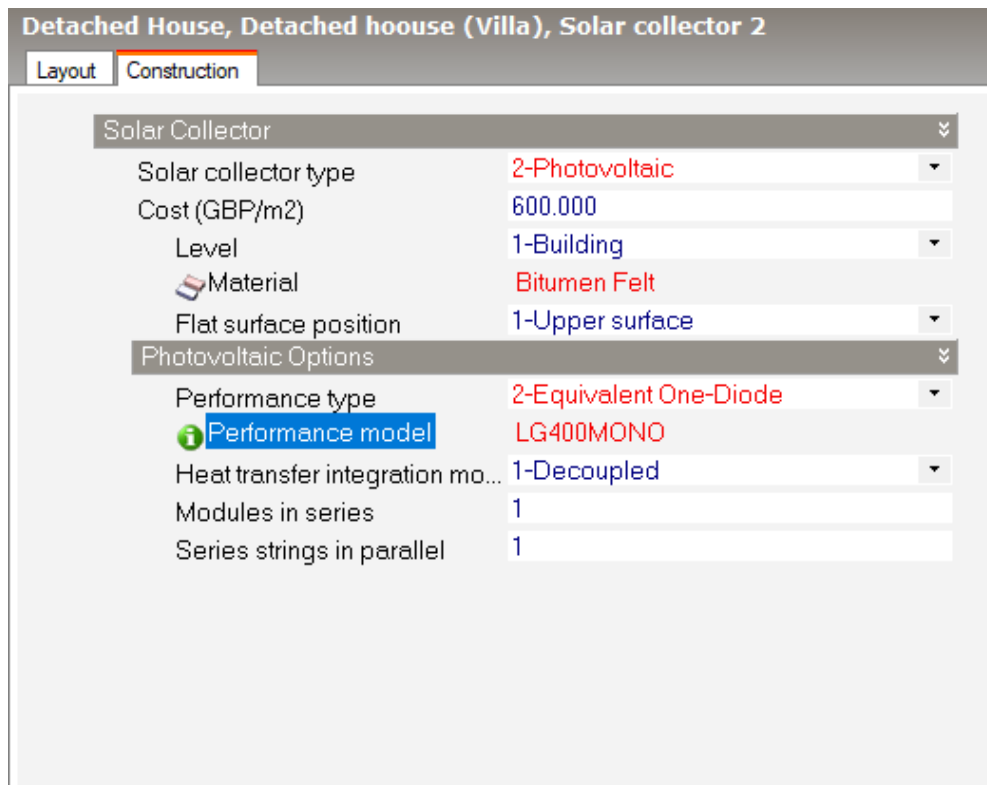 Detached House, Detached hoouse (Villa), Solar collector 2
Layout Construction
Solar Collector
Solar collector type 2-Photovoltaic
Cost (GBP/m2) 600.000
Level 1-Building
Material Bitumen Felt
Flat surface position 1-Upper surface
Photovoltaic Options
Performance type 2-Equivalent One-Diode
Performance model LG400MONO
Heat transfer integration mo... 1-Decoupled
Modules in series 1
Series strings in parallel 1